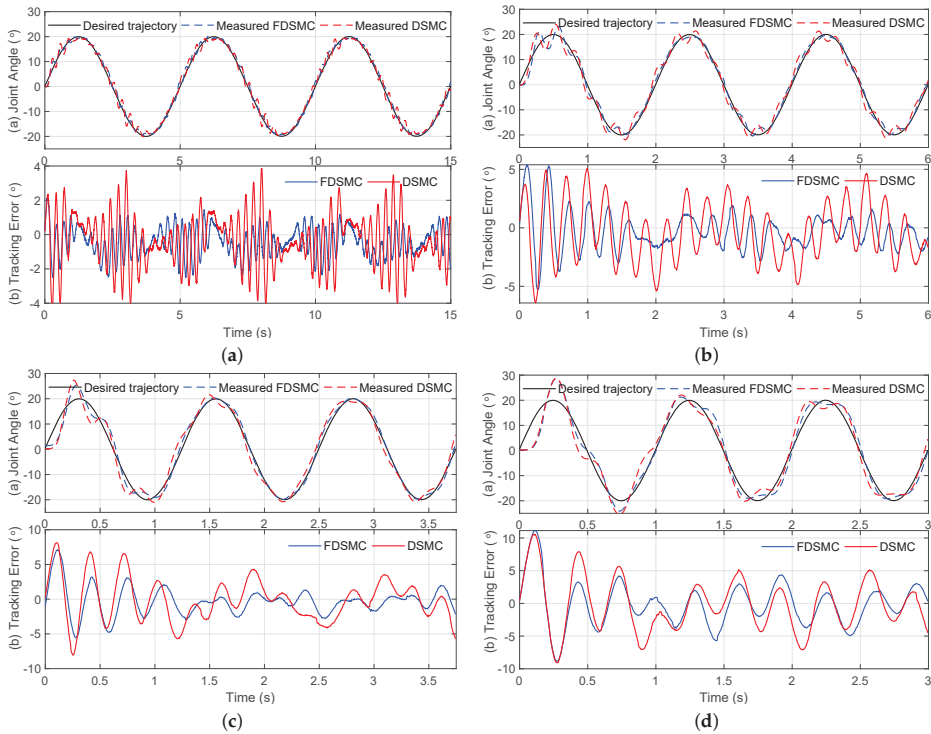 Desired trajectory Measured FDSMC Measured DSMC
(a) Joint Angle (°)
30
20
10
0
-10
-20
0 5 10 15
FDSMC DSMC
(b) Tracking Error (°)
4
2
0
-2
-4
0 5 10 15
Time (s)
(a)
Desired trajectory Measured FDSMC Measured DSMC
(a) Joint Angle (°)
30
20
10
0
-10
-20
0 1 2 3 4 5 6
FDSMC DSMC
(b) Tracking Error (°)
5
0
-5
0 1 2 3 4 5 6
Time (s)
(b)
Desired trajectory Measured FDSMC Measured DSMC
(a) Joint Angle (°)
30
20
10
0
-10
-20
0 0.5 1 1.5 2 2.5 3 3.5
FDSMC DSMC
(b) Tracking Error (°)
10
5
0
-5
-10
0 0.5 1 1.5 2 2.5 3 3.5
Time (s)
(c)
Desired trajectory Measured FDSMC Measured DSMC
(a) Joint Angle (°)
30
20
10
0
-10
-20
0 0.5 1 1.5 2 2.5 3
FDSMC DSMC
(b) Tracking Error (°)
10
5
0
-5
-10
0 0.5 1 1.5 2 2.5 3
Time (s)
(d)